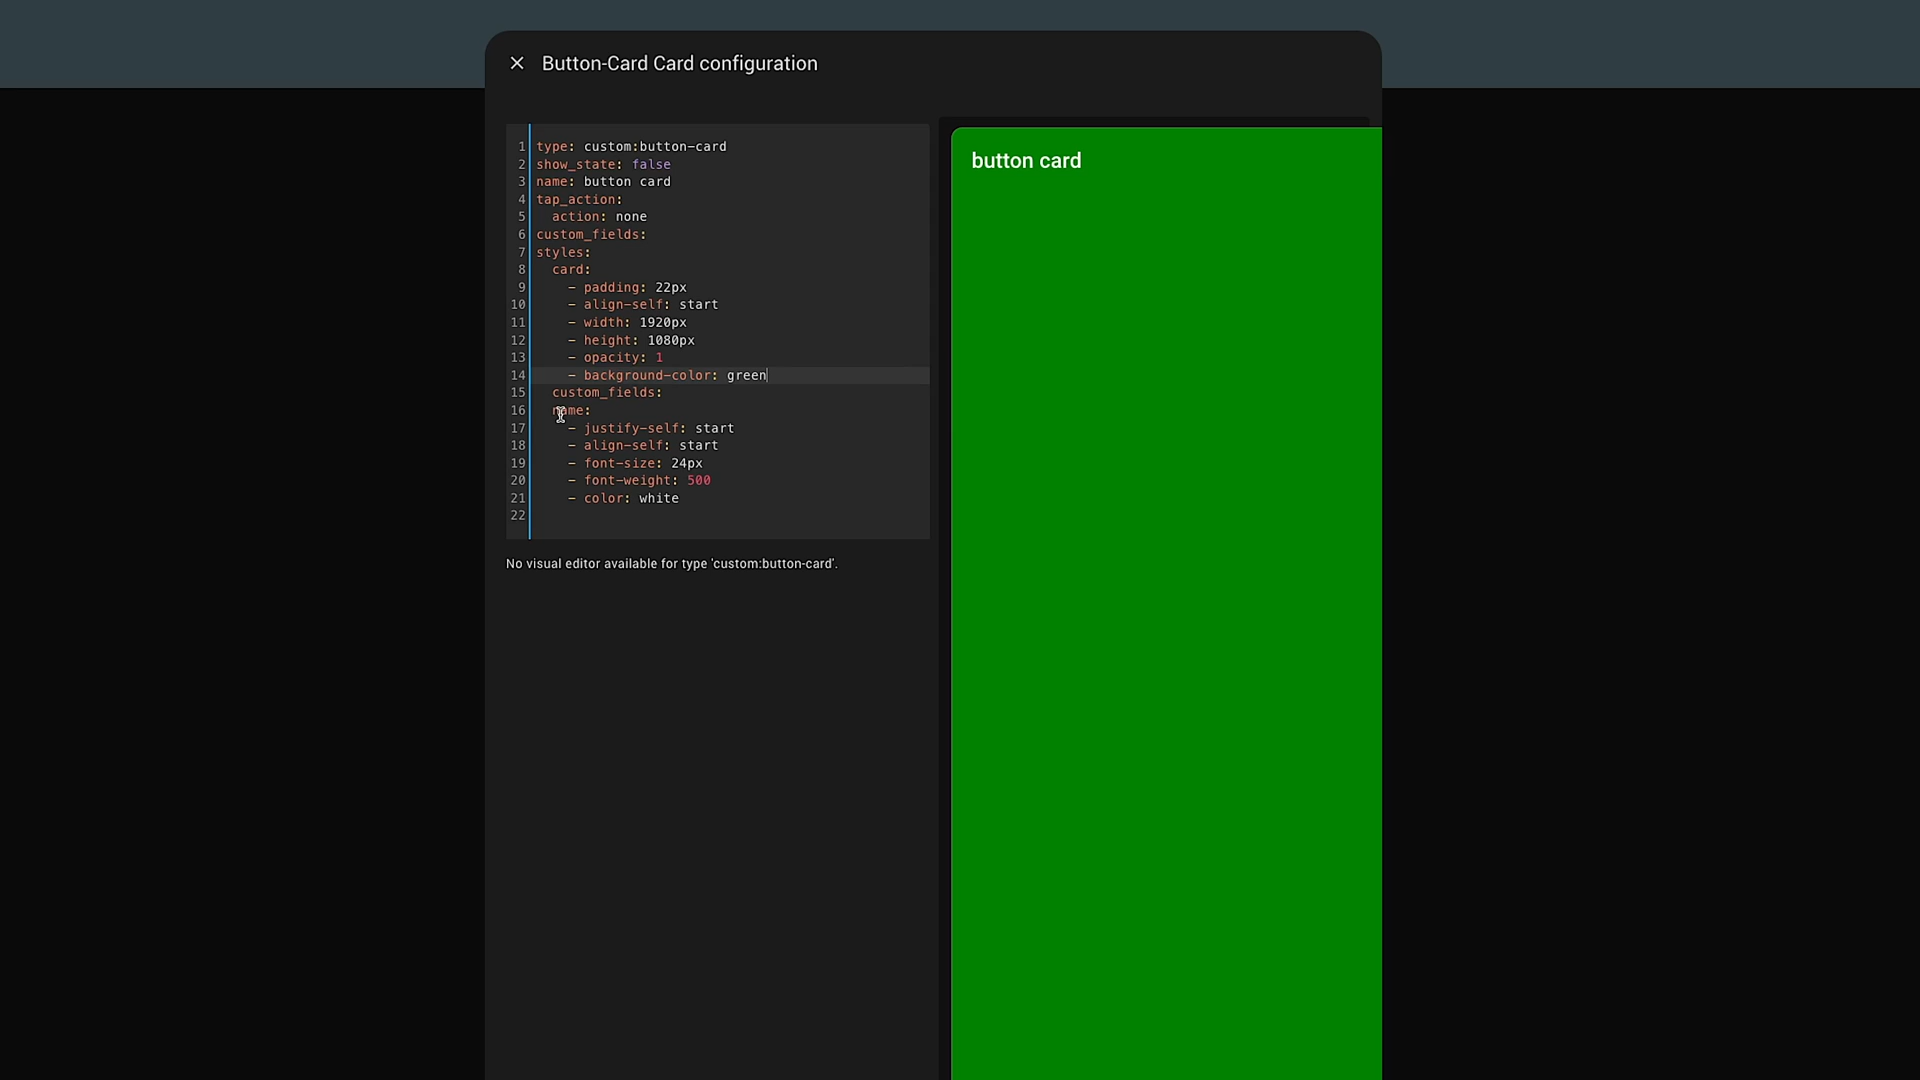 Button-Card Card configuration
1 type: custom:button-card
2 show_state: false
3 name: button card
4 tap_action:
5   action: none
6 custom_fields:
7 styles:
8   card:
9     - padding: 22px
10     - align-self: start
11     - width: 1920px
12     - height: 1080px
13     - opacity: 1
14     - background-color: green
15   custom_fields:
16   name:
17     - justify-self: start
18     - align-self: start
19     - font-size: 24px
20     - font-weight: 500
21     - color: white
22
No visual editor available for type 'custom:button-card'.
button card